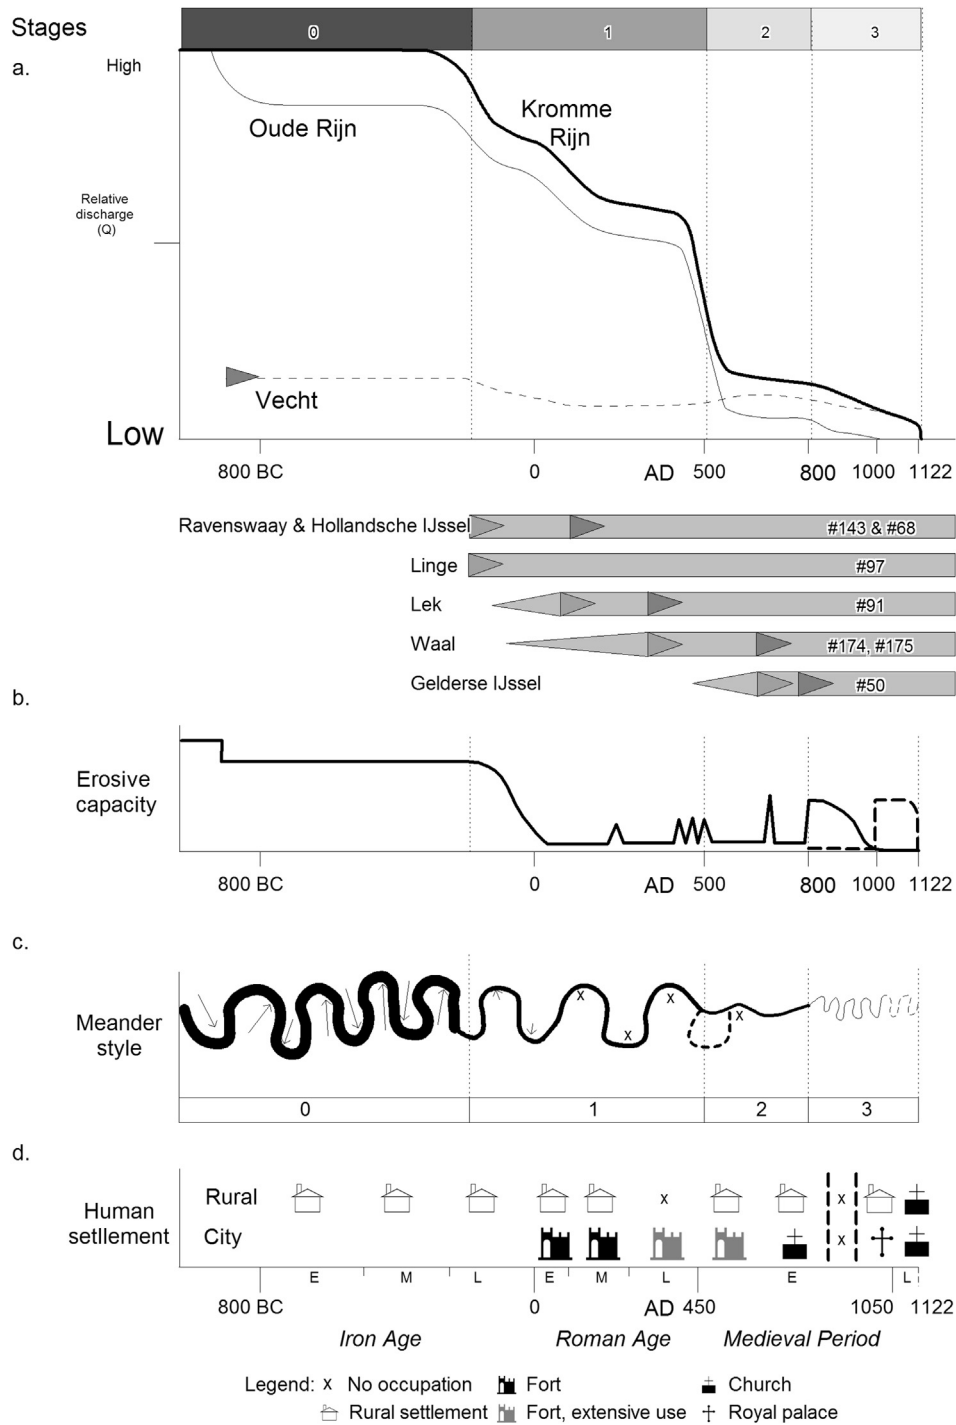 Stages
0 1 2 3
a.
High
Oude Rijn
Kromme
Rijn
Relative
discharge
(Q)
Vecht
Low
800 BC 0 AD 500 800 1000 1122
Ravenswaay & Hollandsche IJssel #143 & #68
Linge #97
Lek #91
Waal #174, #175
Gelderse IJssel #50
b.
Erosive
capacity
800 BC 0 AD 500 800 1000 1122
c.
Meander
style
x x x x
0 1 2 3
d.
Human
setllement
Rural x x
City x
E M L E M L E L
800 BC 0 AD 450 1050 1122
Iron Age Roman Age Medieval Period
Legend: x No occupation Fort Church
Rural settlement Fort, extensive use Royal palace